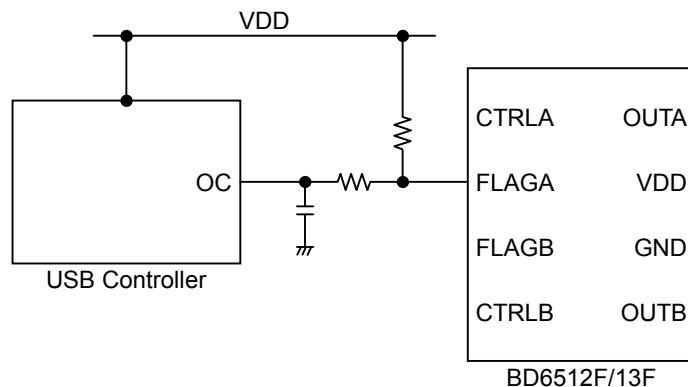 VDD
CTRLA OUTA
OC FLAGA VDD
FLAGB GND
USB Controller
CTRLB OUTB
BD6512F/13F